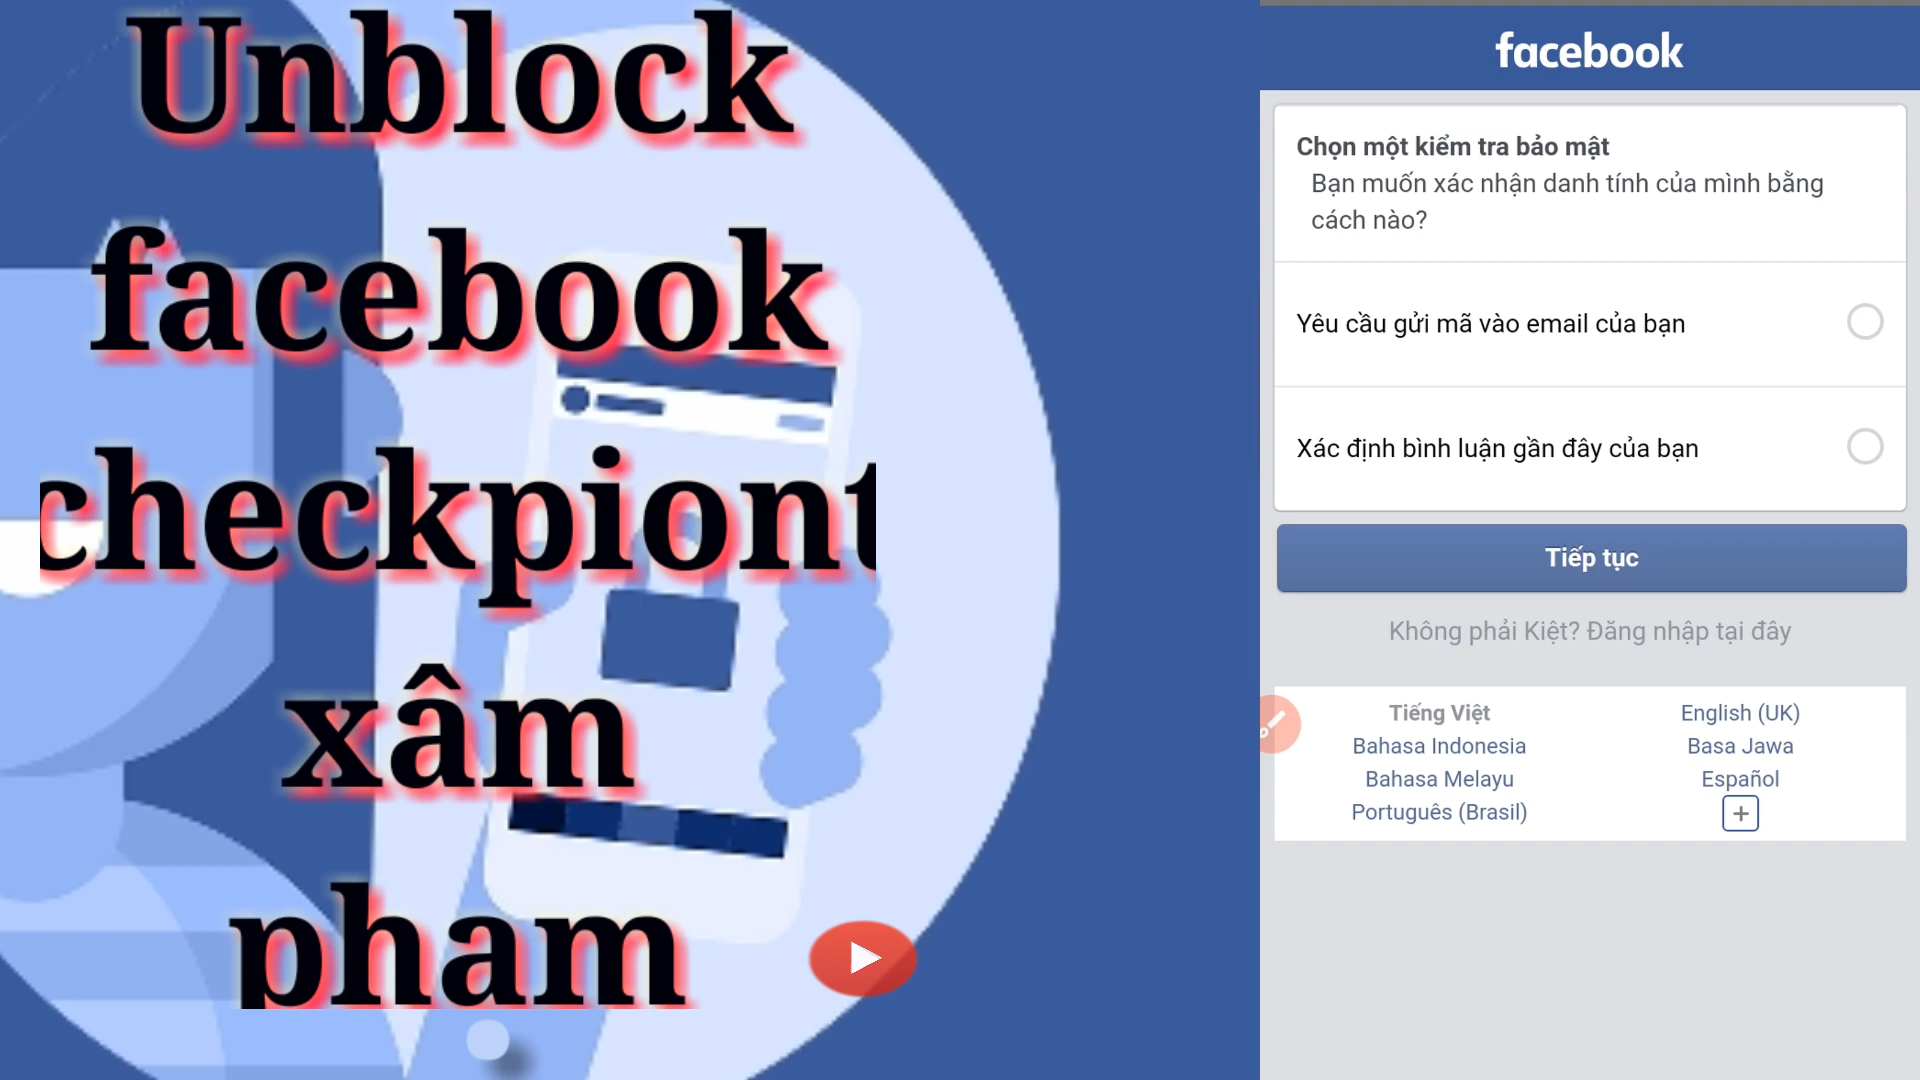 Unblock
facebook
checkpiont
xâm
phạm
facebook
Chọn một kiểm tra bảo mật
Bạn muốn xác nhận danh tính của mình bằng
cách nào?
Yêu cầu gửi mã vào email của bạn
Xác định bình luận gần đây của bạn
Tiếp tục
Không phải Kiệt? Đăng nhập tại đây
Tiếng Việt
English (UK)
Bahasa Indonesia
Basa Jawa
Bahasa Melayu
Español
Português (Brasil)
+